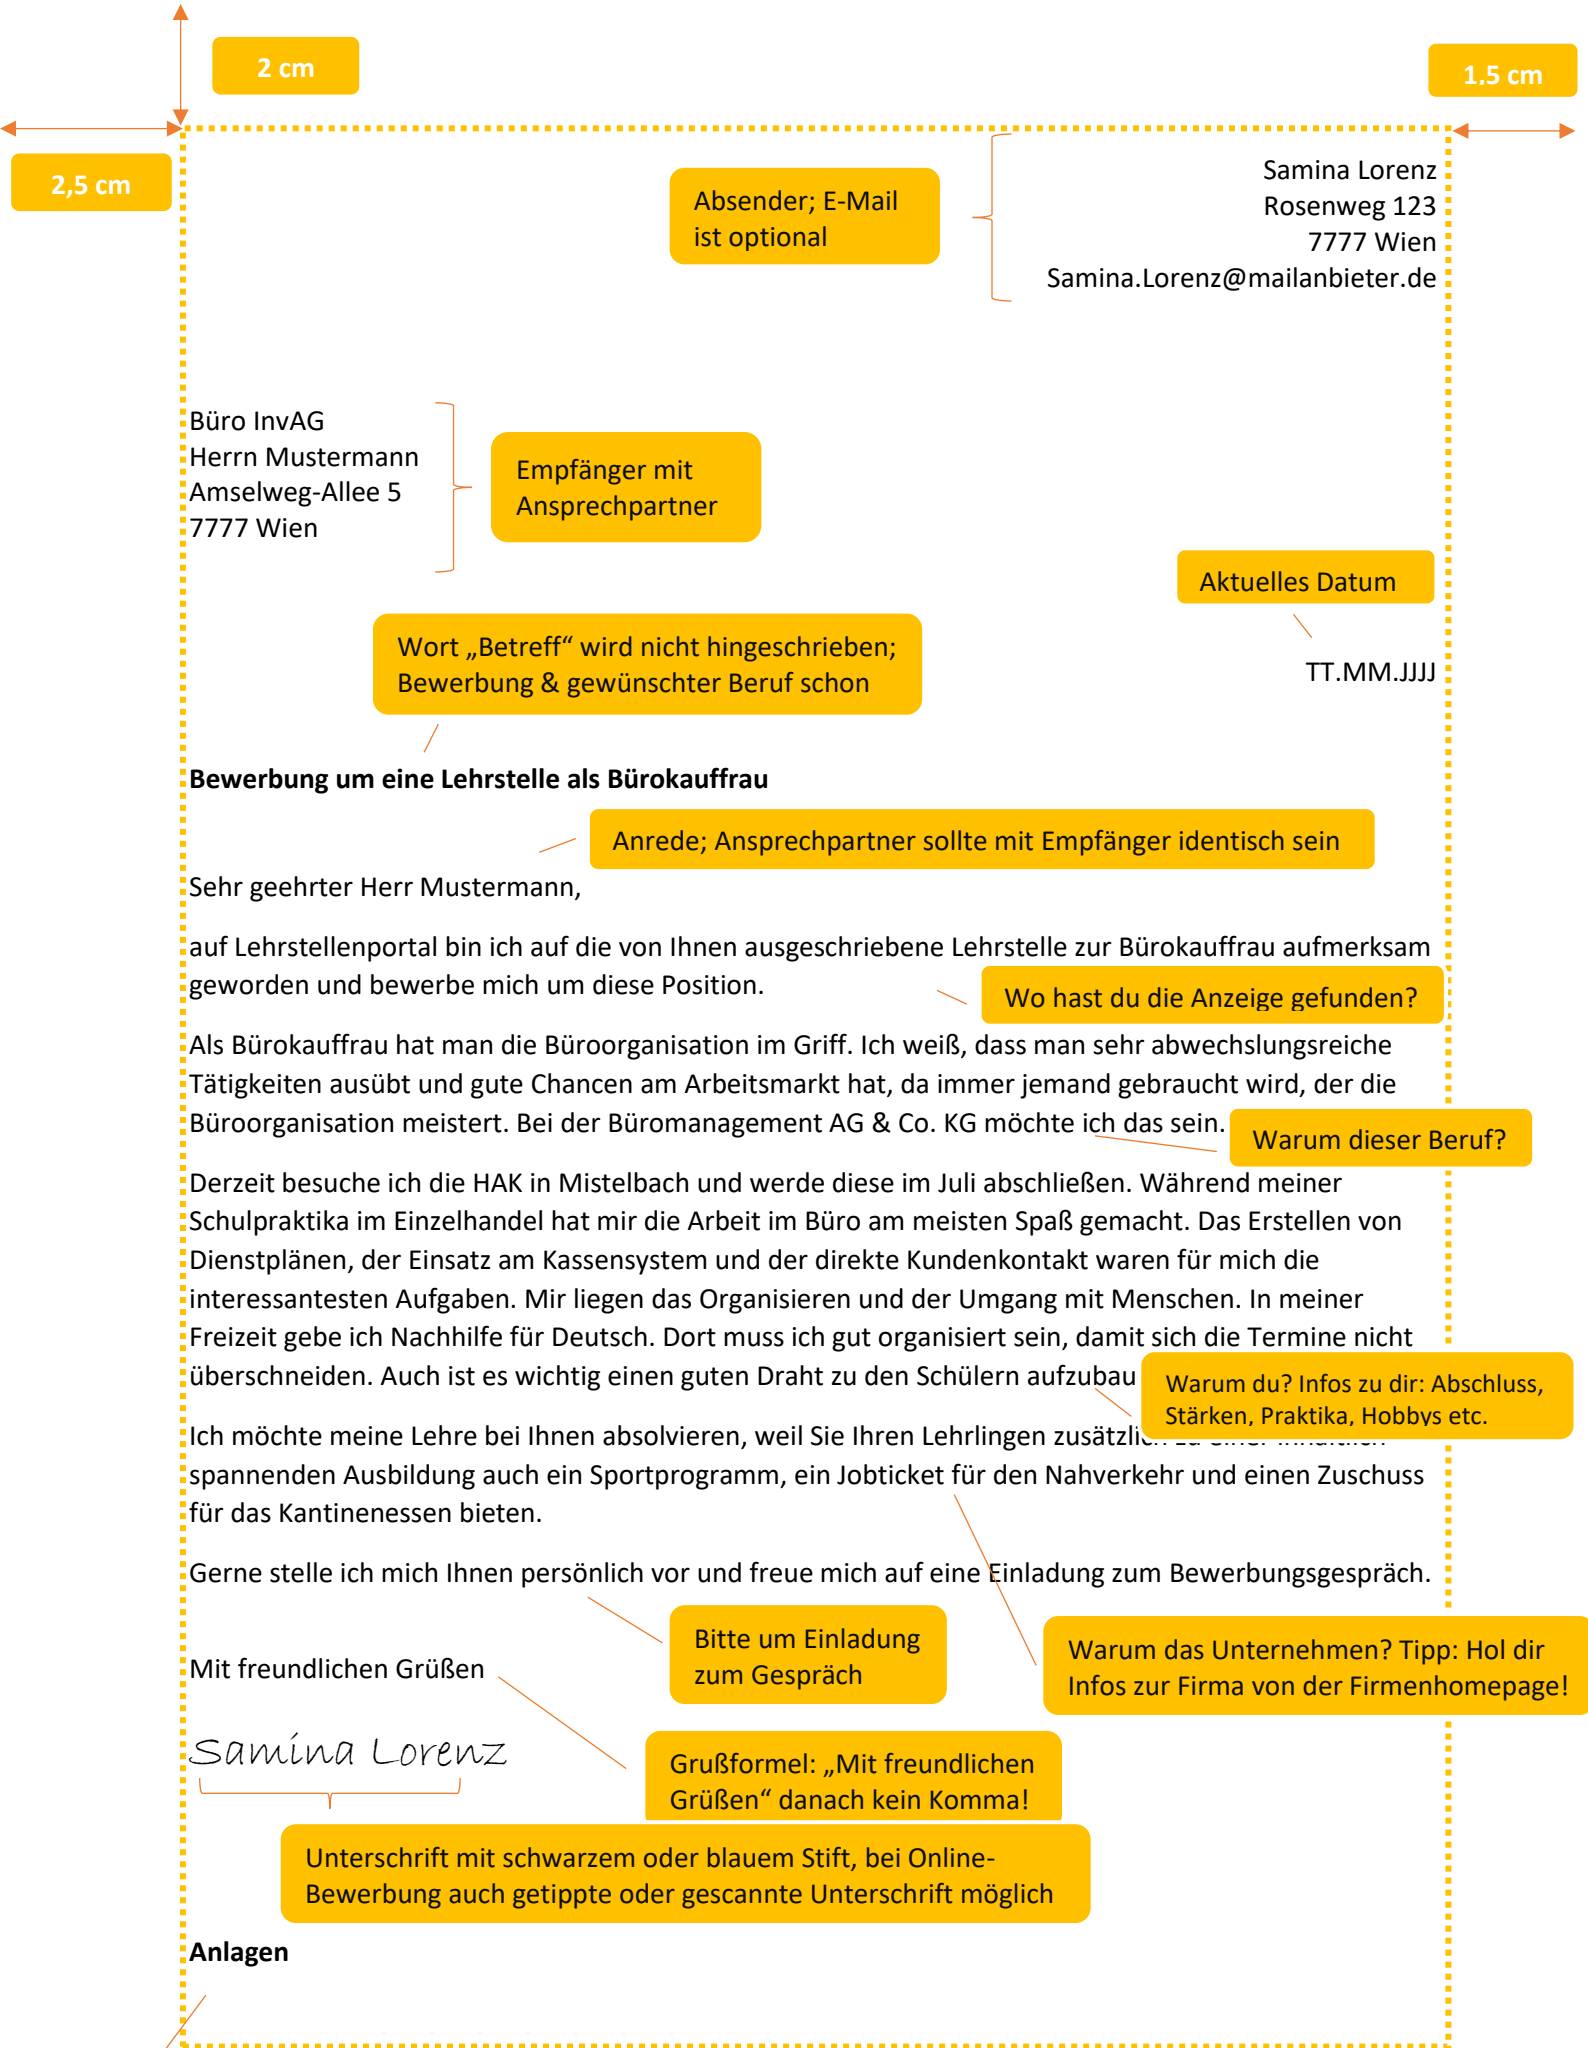 2 cm
1,5 cm
2,5 cm
Absender; E-Mail
ist optional
Samina Lorenz
Rosenweg 123
7777 Wien
Samina.Lorenz@mailanbieter.de
Büro InvAG
Herrn Mustermann
Amselweg-Allee 5
7777 Wien
Empfänger mit
Ansprechpartner
Aktuelles Datum
TT.MM.JJJJ
Wort „Betreff“ wird nicht hingeschrieben;
Bewerbung & gewünschter Beruf schon
Bewerbung um eine Lehrstelle als Bürokauffrau
Anrede; Ansprechpartner sollte mit Empfänger identisch sein
Sehr geehrter Herr Mustermann,
auf Lehrstellenportal bin ich auf die von Ihnen ausgeschriebene Lehrstelle zur Bürokauffrau aufmerksam
geworden und bewerbe mich um diese Position.
Wo hast du die Anzeige gefunden?
Als Bürokauffrau hat man die Büroorganisation im Griff. Ich weiß, dass man sehr abwechslungsreiche
Tätigkeiten ausübt und gute Chancen am Arbeitsmarkt hat, da immer jemand gebraucht wird, der die
Büroorganisation meistert. Bei der Büromanagement AG & Co. KG möchte ich das sein.
Warum dieser Beruf?
Derzeit besuche ich die HAK in Mistelbach und werde diese im Juli abschließen. Während meiner
Schulpraktika im Einzelhandel hat mir die Arbeit im Büro am meisten Spaß gemacht. Das Erstellen von
Dienstplänen, der Einsatz am Kassensystem und der direkte Kundenkontakt waren für mich die
interessantesten Aufgaben. Mir liegen das Organisieren und der Umgang mit Menschen. In meiner
Freizeit gebe ich Nachhilfe für Deutsch. Dort muss ich gut organisiert sein, damit sich die Termine nicht
überschneiden. Auch ist es wichtig einen guten Draht zu den Schülern aufzubau
Warum du? Infos zu dir: Abschluss,
Stärken, Praktika, Hobbys etc.
Ich möchte meine Lehre bei Ihnen absolvieren, weil Sie Ihren Lehrlingen zusätzlich zu einer inhaltlich
spannenden Ausbildung auch ein Sportprogramm, ein Jobticket für den Nahverkehr und einen Zuschuss
für das Kantinenessen bieten.
Gerne stelle ich mich Ihnen persönlich vor und freue mich auf eine Einladung zum Bewerbungsgespräch.
Bitte um Einladung
zum Gespräch
Warum das Unternehmen? Tipp: Hol dir
Infos zur Firma von der Firmenhomepage!
Mit freundlichen Grüßen
Samina Lorenz
Grußformel: „Mit freundlichen
Grüßen“ danach kein Komma!
Unterschrift mit schwarzem oder blauem Stift, bei Online-
Bewerbung auch getippte oder gescannte Unterschrift möglich
Anlagen